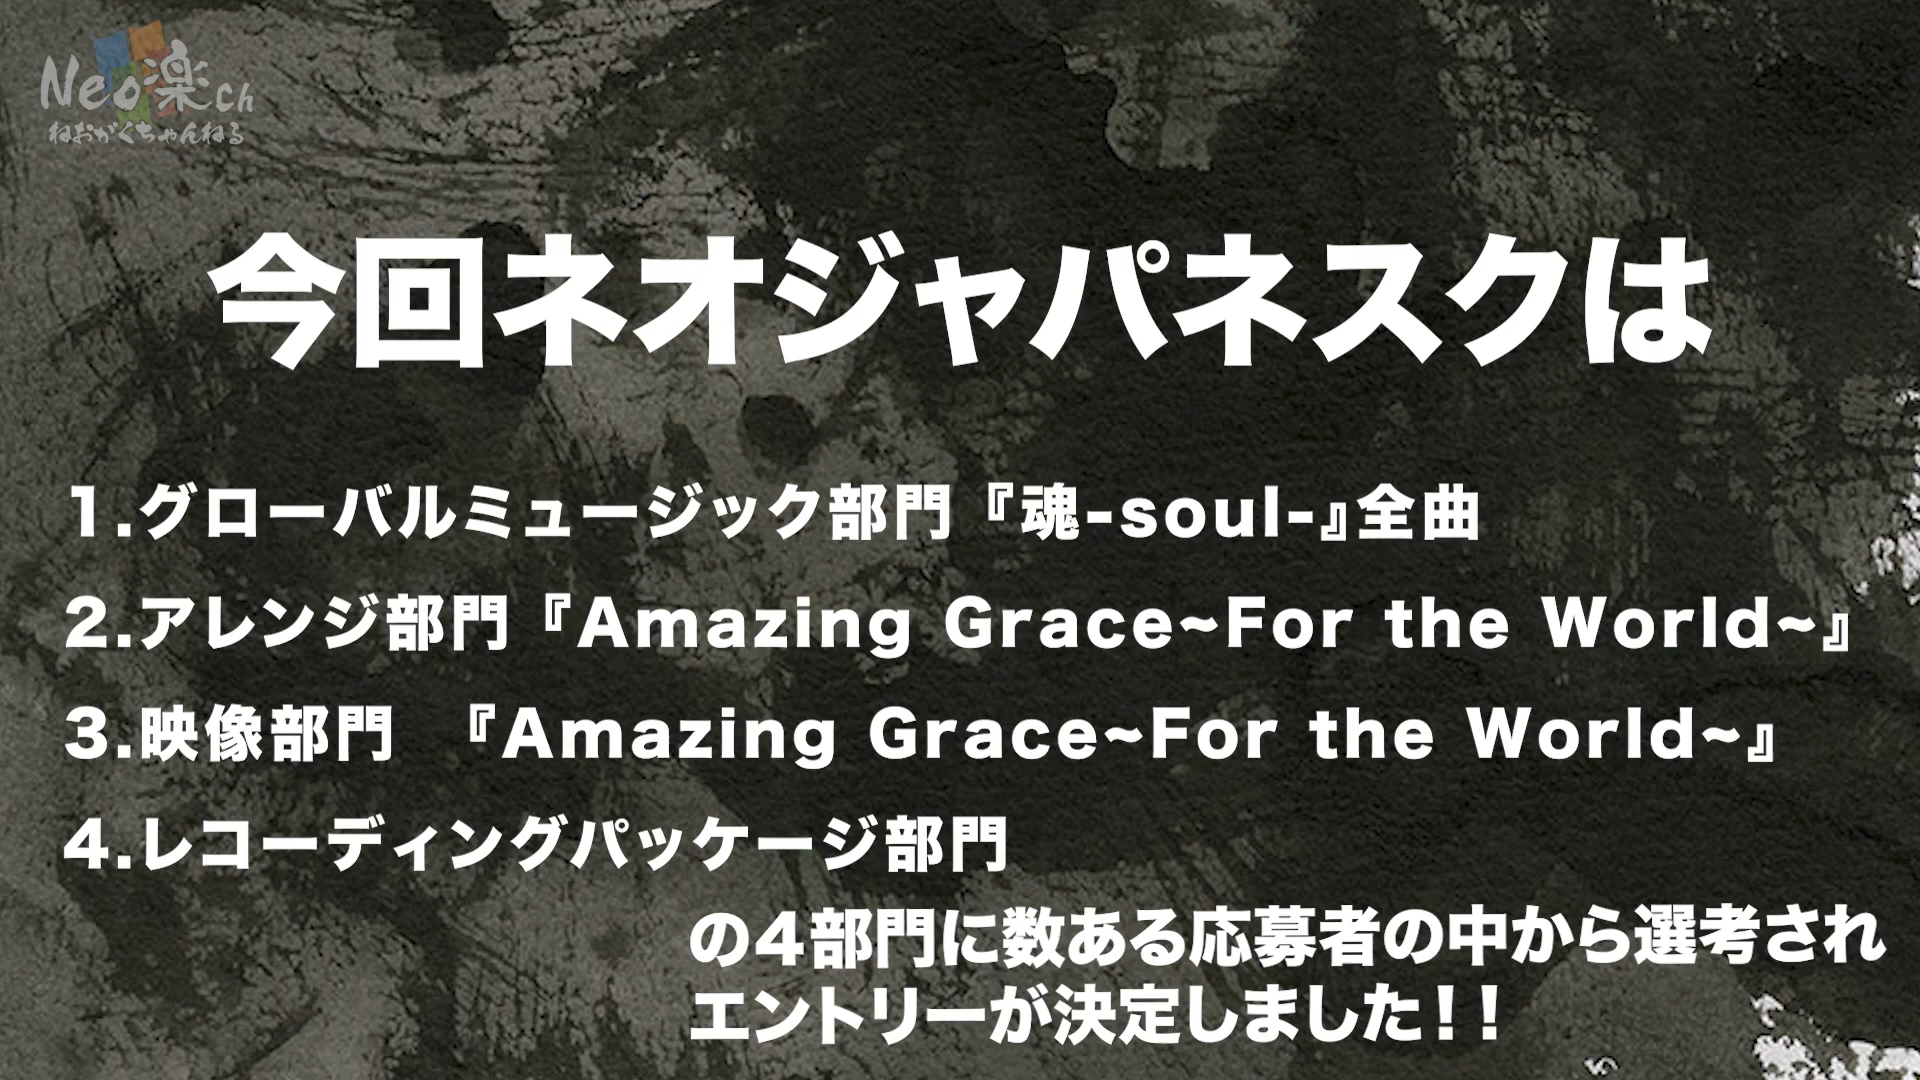 Neo楽ch
ねおがくちゃんねる
今回ネオジャパネスクは
1.グローバルミュージック部門『魂-soul-』全曲
2.アレンジ部門『Amazing Grace~For the World~』
3.映像部門 『Amazing Grace~For the World~』
4.レコーディングパッケージ部門
の4部門に数ある応募者の中から選考され
エントリーが決定しました！！